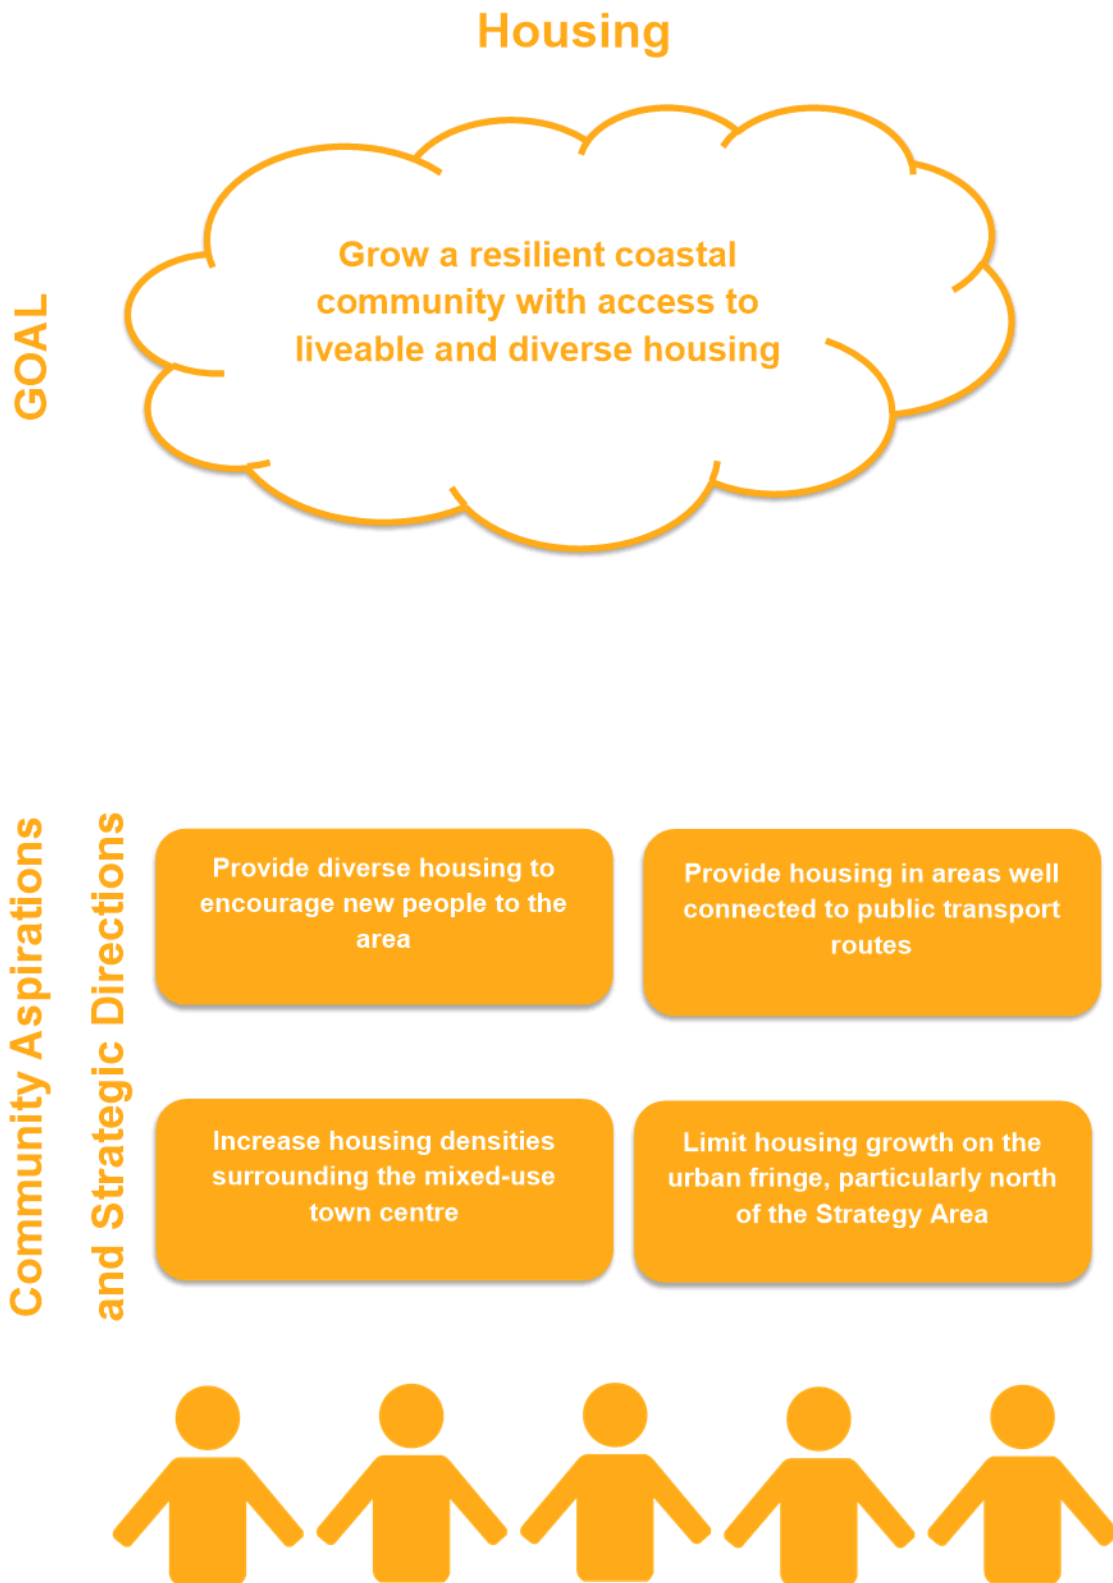 Housing
GOAL
Grow a resilient coastal
community with access to
liveable and diverse housing
Community Aspirations
and Strategic Directions
Provide diverse housing to
encourage new people to the
area
Provide housing in areas well
connected to public transport
routes
Increase housing densities
surrounding the mixed-use
town centre
Limit housing growth on the
urban fringe, particularly north
of the Strategy Area